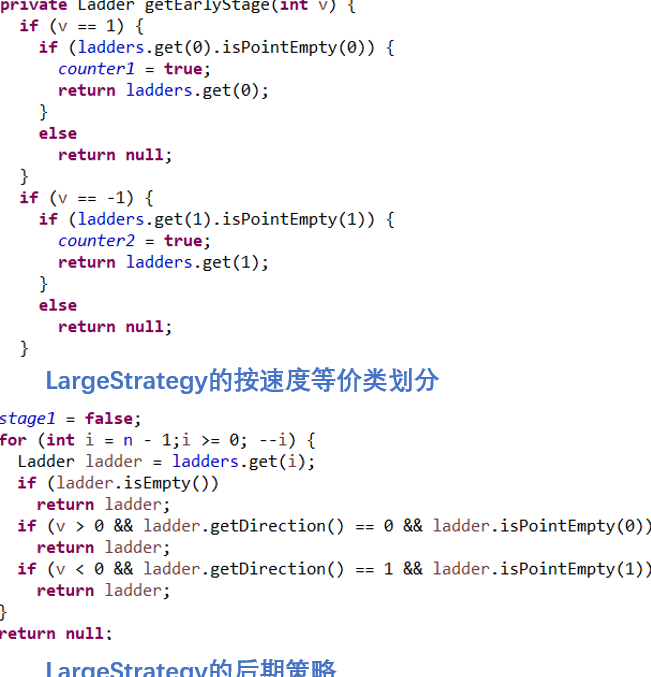 private Ladder getEarlyStage(int v) {
if (v == 1) {
if (ladders.get(0).isPointEmpty(0)) {
counter1 = true;
return ladders.get(0);
}
else
return null;
}
if (v == -1) {
if (ladders.get(1).isPointEmpty(1)) {
counter2 = true;
return ladders.get(1);
}
else
return null;
}
LargeStrategy的按速度等价类划分
stage1 = false;
for (int i = n - 1;i >= 0; --i) {
Ladder ladder = ladders.get(i);
if (ladder.isEmpty())
return ladder;
if (v > 0 && ladder.getDirection() == 0 && ladder.isPointEmpty(0))
return ladder;
if (v < 0 && ladder.getDirection() == 1 && ladder.isPointEmpty(1))
return ladder;
}
return null;
LargeStrategy的后期策略